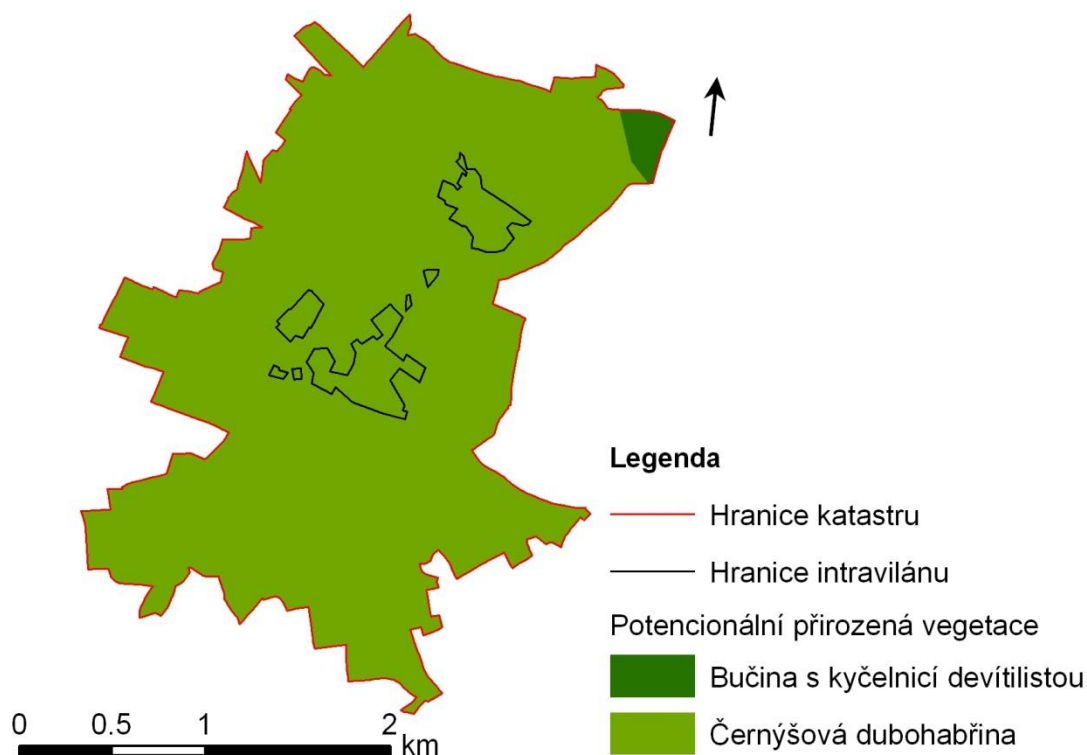 Legenda
Hranice katastru
Hranice intravilánu
Potencionální přirozená vegetace
Bučina s kyčelnicí devítilistou
Černýšová dubohabřina
0 0.5 1 2
km